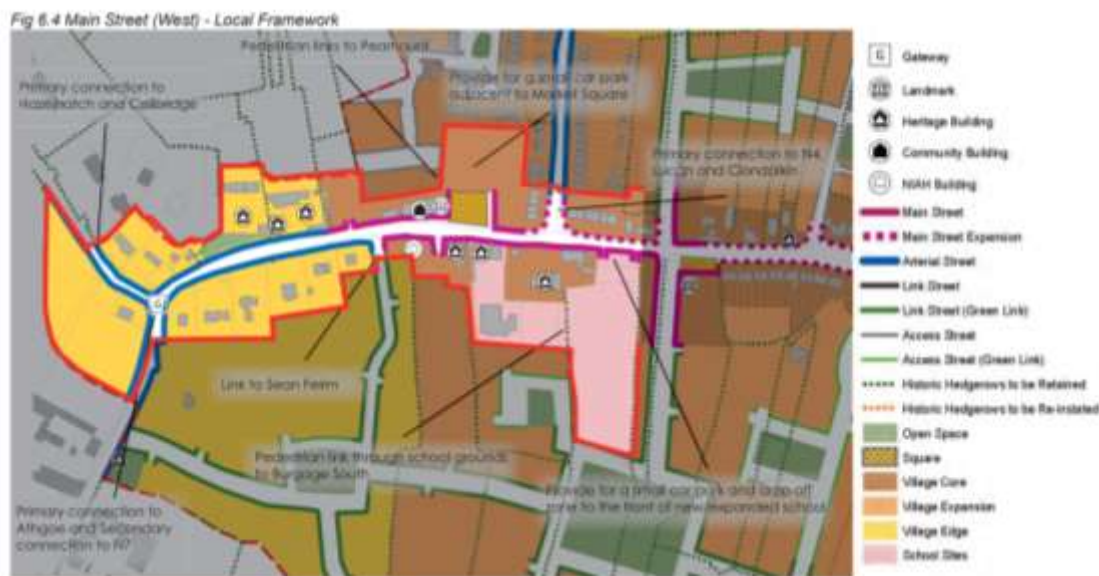 Fig 6.4 Main Street (West) - Local Framework
Pedestrian links to Peamount
Primary connection to
Hazelhatch and Celbridge
Provide for a small car park
adjacent to Market Square
Primary connection to N4,
Lucan and Clondalkin
G
Link to Sean Feirm
Pedestrian link through school grounds
to Burgage South
Provide for a small car park and drop off
zone to the front of new/expanded school
Primary connection to
Athgoe and Secondary
connection to N7
G Gateway
Landmark
Heritage Building
Community Building
NIAH Building
Main Street
Main Street Expansion
Arterial Street
Link Street
Link Street (Green Link)
Access Street
Access Street (Green Link)
Historic Hedgerows to be Retained
Historic Hedgerows to be Re-instated
Open Space
Square
Village Core
Village Expansion
Village Edge
School Sites